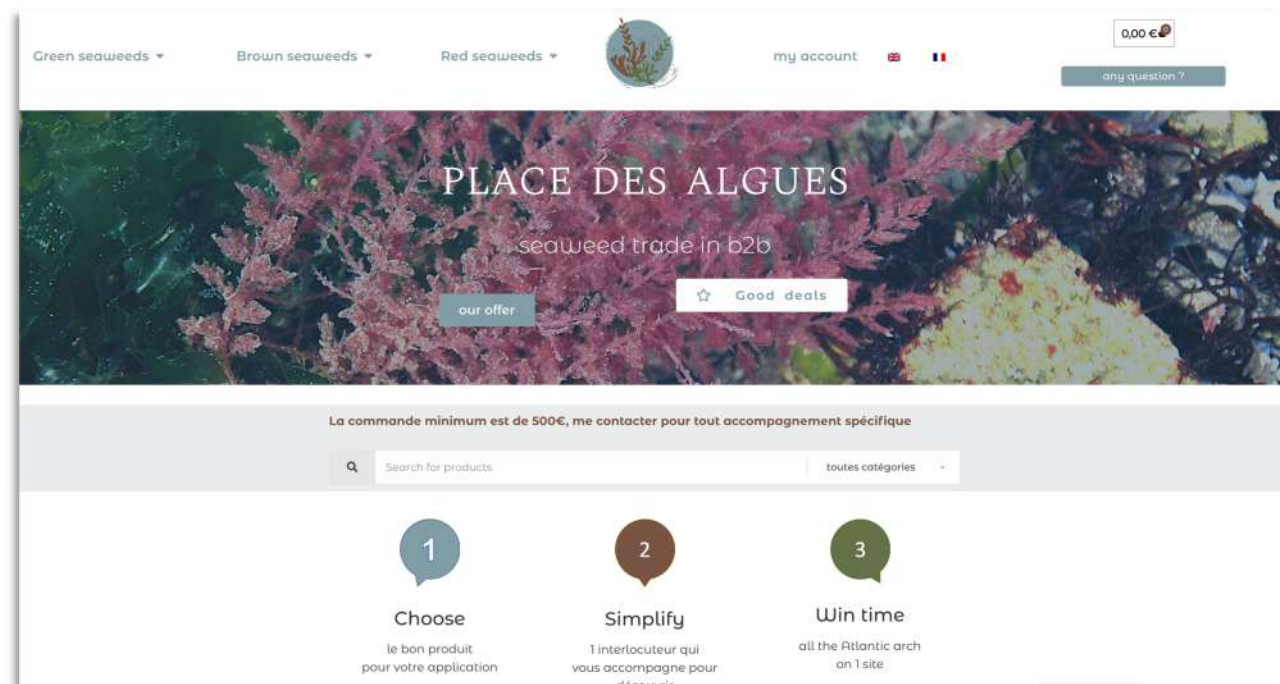 Green seaweeds
Brown seaweeds
Red seaweeds
my account
0,00 €
any question ?
PLACE DES ALGUES
seaweed trade in b2b
our offer
Good deals
La commande minimum est de 500€, me contacter pour tout accompagnement spécifique
Search for products
toutes catégories
1
2
3
Choose
Simplify
Win time
le bon produit
pour votre application
1 interlocuteur qui
vous accompagne pour
all the Atlantic arch
on 1 site